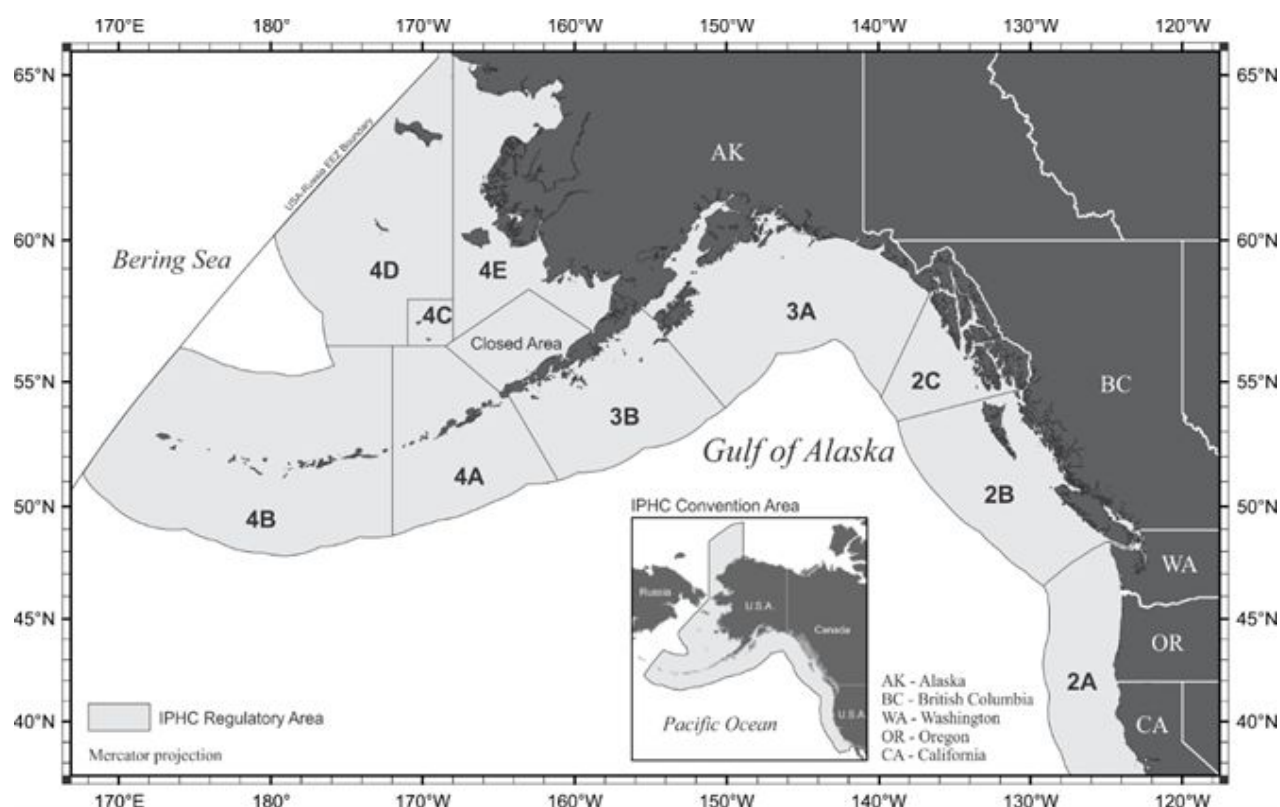 170°E 180° 170°W 160°W 150°W 140°W 130°W 120°W
65°N 65°N
USA-Russia EEZ Boundary
AK
60°N 60°N
Bering Sea
4D 4E
3A
4C
Closed Area
BC
55°N 55°N
2C
3B
Gulf of Alaska
4A
2B
50°N 50°N
4B
IPHC Convention Area
WA
Russia
U.S.A.
Canada
45°N 45°N
OR
AK - Alaska
2A
BC - British Columbia
IPHC Regulatory Area
U.S.A.
WA - Washington
CA
40°N 40°N
Pacific Ocean
OR - Oregon
Mercator projection
CA - California
170°E 180° 170°W 160°W 150°W 140°W 130°W 120°W